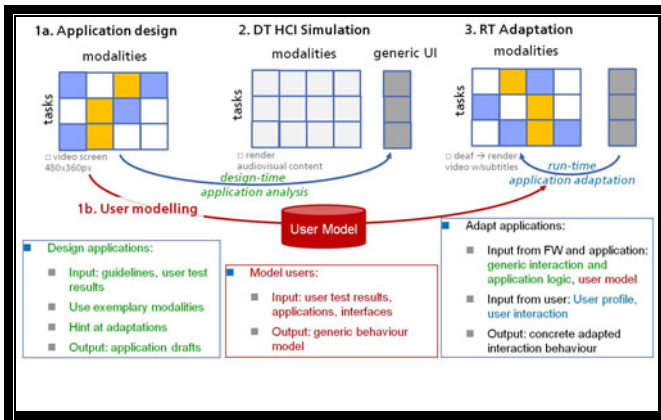 1a. Application design
2. DT HCI Simulation
3. RT Adaptation
modalities
modalities
generic UI
modalities
tasks
tasks
tasks
□ video screen
480x360px
□ render
audiovisual content
□ deaf → render
video w/subtitles
design-time
application analysis
run-time
application adaptation
1b. User modelling
User Model
Design applications:
Input: guidelines, user test
results
Use exemplary modalities
Hint at adaptations
Output: application drafts
Model users:
Input: user test results,
applications, interfaces
Output: generic behaviour
model
Adapt applications:
Input from FW and application:
generic interaction and
application logic, user model
Input from user: User profile,
user interaction
Output: concrete adapted
interaction behaviour